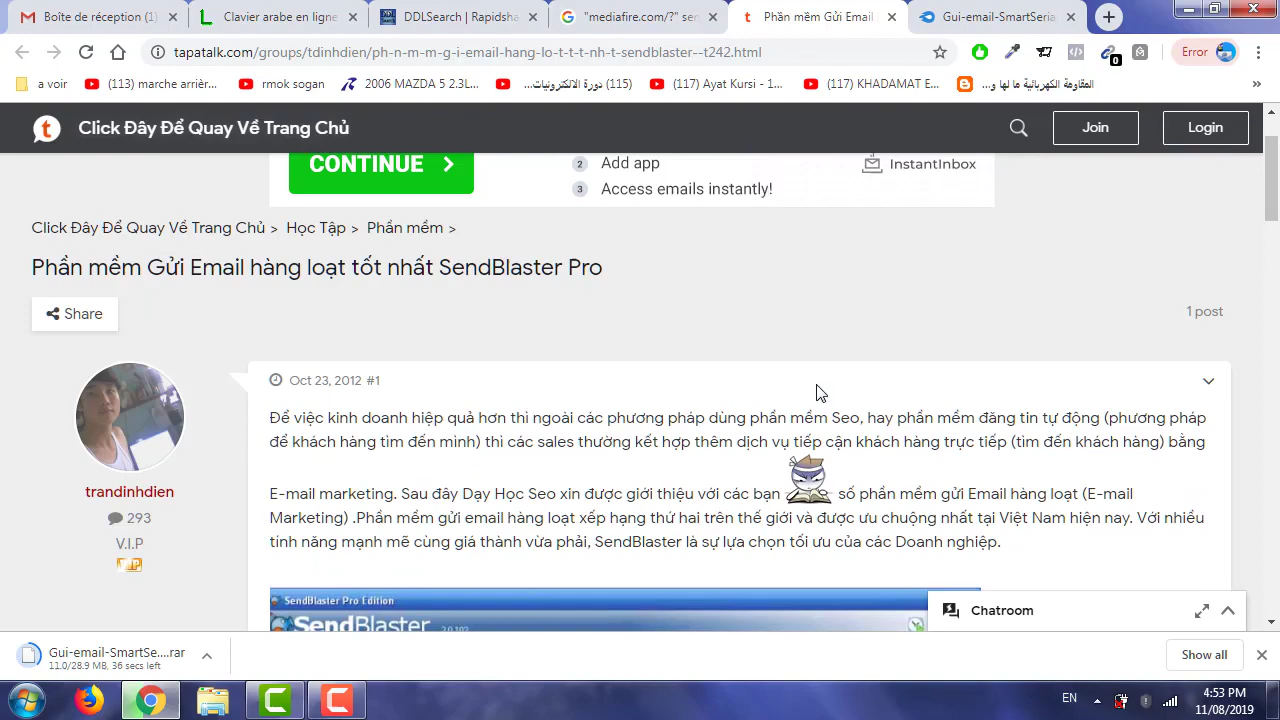 Boîte de réception (1)
Clavier arabe en ligne
DDLSearch | Rapidsha
"mediafire.com/?" ser
Phần mềm Gửi Email
Gui-email-SmartSeria
tapatalk.com/groups/tdinhdien/ph-n-m-m-g-i-email-hang-lo-t-t-t-nh-t-sendblaster--t242.html
0
Error
a voir
(113) marche arrièr...
rmok sogan
2006 MAZDA 5 2.3L...
(115) دورة الالكترونيات...
(117) Ayat Kursi - 1...
(117) KHADAMAT E...
المقاومة الكهربائية ما لها و...
»
Click Đây Để Quay Về Trang Chủ
Join
Login
CONTINUE
2 Add app
3 Access emails instantly!
InstantInbox
Click Đây Để Quay Về Trang Chủ > Học Tập > Phần mềm >
Phần mềm Gửi Email hàng loạt tốt nhất SendBlaster Pro
Share
1 post
Oct 23, 2012 #1
trandinhdien
293
V.I.P
VIP
Để việc kinh doanh hiệp quả hơn thì ngoài các phương pháp dùng phần mềm Seo, hay phần mềm đăng tin tự động (phương pháp
để khách hàng tìm đến mình) thì các sales thường kết hợp thêm dịch vụ tiếp cận khách hàng trực tiếp (tìm đến khách hàng) bằng
E-mail marketing. Sau đây Dạy Học Seo xin được giới thiệu với các bạn số phần mềm gửi Email hàng loạt (E-mail
Marketing) .Phần mềm gửi email hàng loạt xếp hạng thứ hai trên thế giới và được ưu chuộng nhất tại Việt Nam hiện nay. Với nhiều
tính năng mạnh mẽ cùng giá thành vừa phải, SendBlaster là sự lựa chọn tối ưu của các Doanh nghiệp.
SendBlaster Pro Edition
SendBlaster
Chatroom
Gui-email-SmartSe....rar
11.0/28.9 MB, 36 secs left
Show all
EN
4:53 PM
11/08/2019